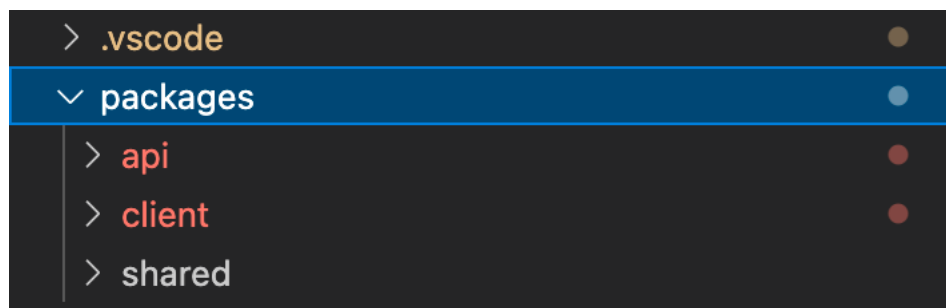 .vscode
packages
api
client
shared